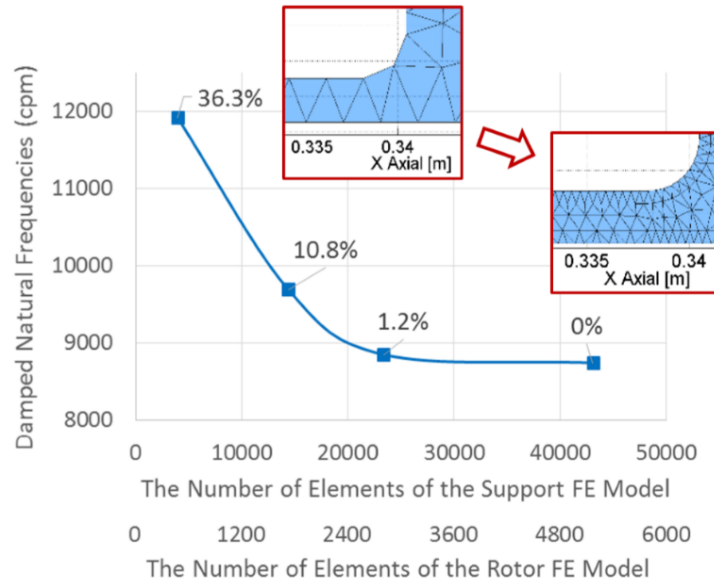 0.335 0.34
X Axial [m]
0.335 0.34
X Axial [m]
Damped Natural Frequencies (cpm)
12000
11000
10000
9000
8000
36.3%
10.8%
1.2%
0%
0 10000 20000 30000 40000 50000
The Number of Elements of the Support FE Model
0 1200 2400 3600 4800 6000
The Number of Elements of the Rotor FE Model